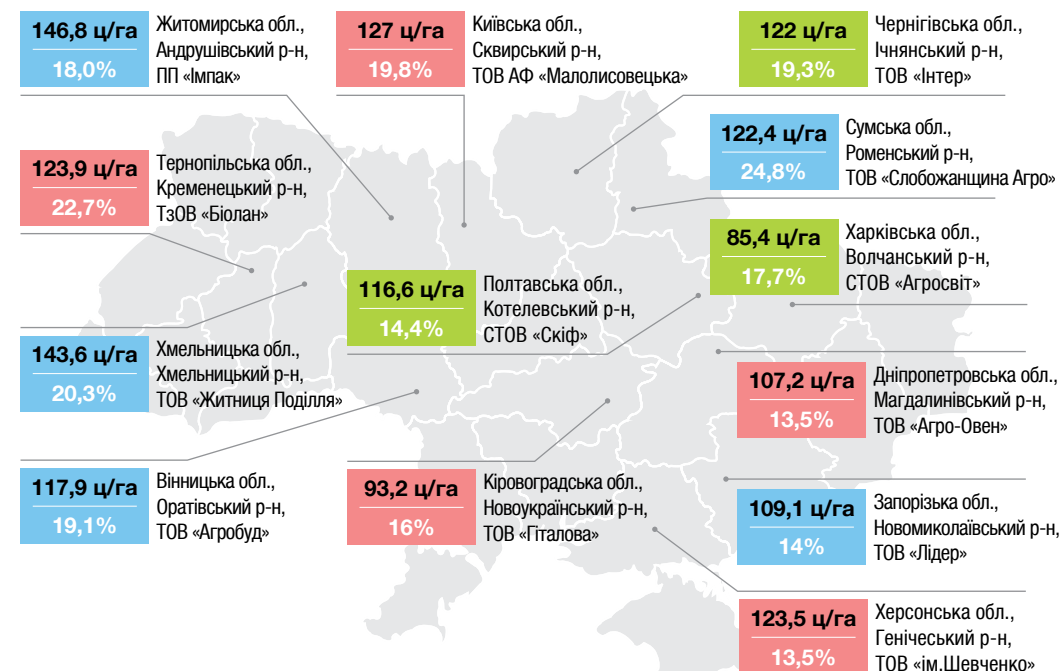 146,8 ц/га
18,0%
Житомирська обл.,
Андрушівський р-н,
ПП «Імпак»
127 ц/га
19,8%
Київська обл.,
Сквирський р-н,
ТОВ АФ «Малолисовецька»
122 ц/га
19,3%
Чернігівська обл.,
Ічнянський р-н,
ТОВ «Інтер»
122,4 ц/га
24,8%
Сумська обл.,
Роменський р-н,
ТОВ «Слобожанщина Агро»
123,9 ц/га
22,7%
Тернопільська обл.,
Кременецький р-н,
ТзОВ «Біолан»
85,4 ц/га
17,7%
Харківська обл.,
Волчанський р-н,
СТОВ «Агросвіт»
116,6 ц/га
14,4%
Полтавська обл.,
Котелевський р-н,
СТОВ «Скіф»
143,6 ц/га
20,3%
Хмельницька обл.,
Хмельницький р-н,
ТОВ «Житниця Поділля»
107,2 ц/га
13,5%
Дніпропетровська обл.,
Магдалинівський р-н,
ТОВ «Агро-Овен»
117,9 ц/га
19,1%
Вінницька обл.,
Оратівський р-н,
ТОВ «Агробуд»
93,2 ц/га
16%
Кіровоградська обл.,
Новоукраїнський р-н,
ТОВ «Гіталова»
109,1 ц/га
14%
Запорізька обл.,
Новомиколаївський р-н,
ТОВ «Лідер»
123,5 ц/га
13,5%
Херсонська обл.,
Генічеський р-н,
ТОВ «ім.Шевченко»